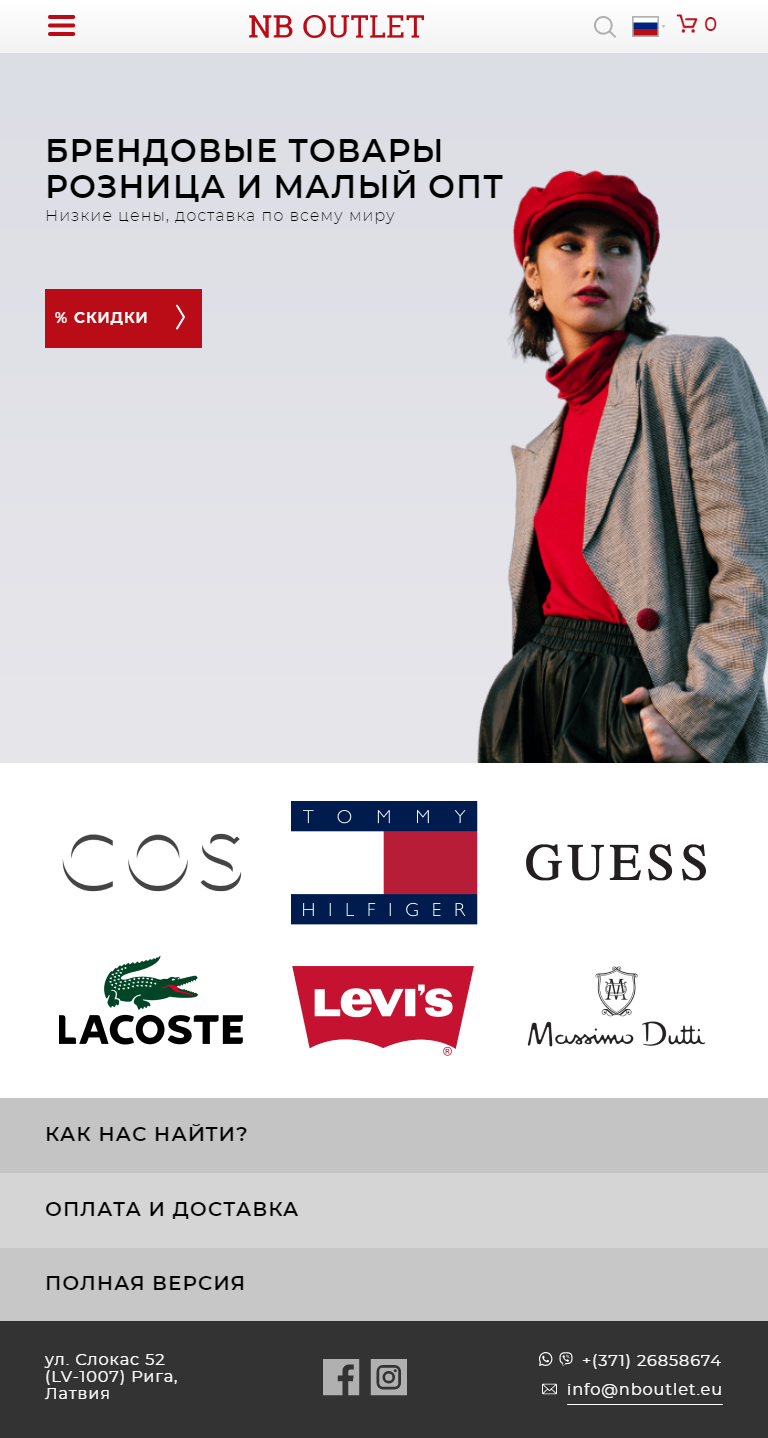 NB OUTLET
0
БРЕНДОВЫЕ ТОВАРЫ
РОЗНИЦА И МАЛЫЙ ОПТ
Низкие цены, доставка по всему миру
% СКИДКИ
COS
TOMMY
HILFIGER
GUESS
LACOSTE
Levi's
®
Massimo Dutti
КАК НАС НАЙТИ?
ОПЛАТА И ДОСТАВКА
ПОЛНАЯ ВЕРСИЯ
ул. Слокас 52
(LV-1007) Рига,
Латвия
+(371) 26858674
info@nboutlet.eu